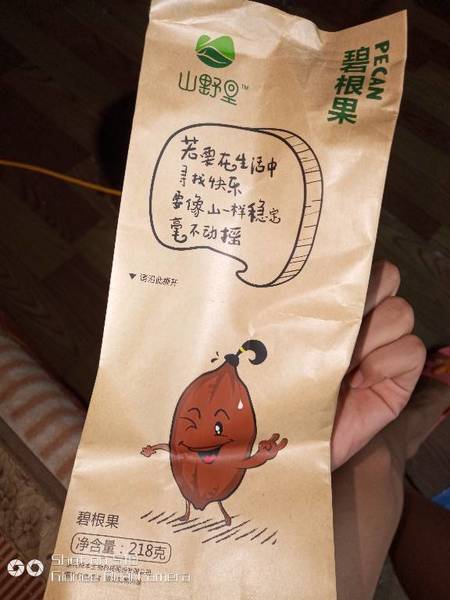 山野里™
PECAN
碧根果
若要在生活中
寻找快乐
要像山一样稳定
毫不动摇
▼ 请沿此撕开
碧根果
净含量：218克